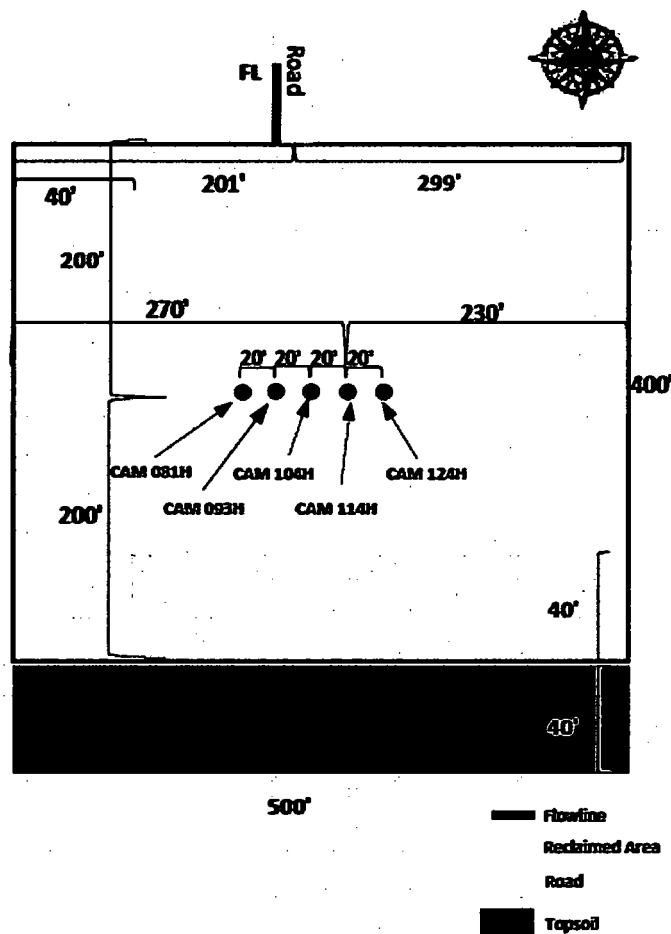 Road
FL
201'
299'
40'
200'
270'
230'
20' 20' 20' 20'
400'
CAM 081H
CAM 104H
CAM 124H
CAM 093H
CAM 114H
200'
40'
40'
500'
Flowline
Reclaimed Area
Road
Topsoil